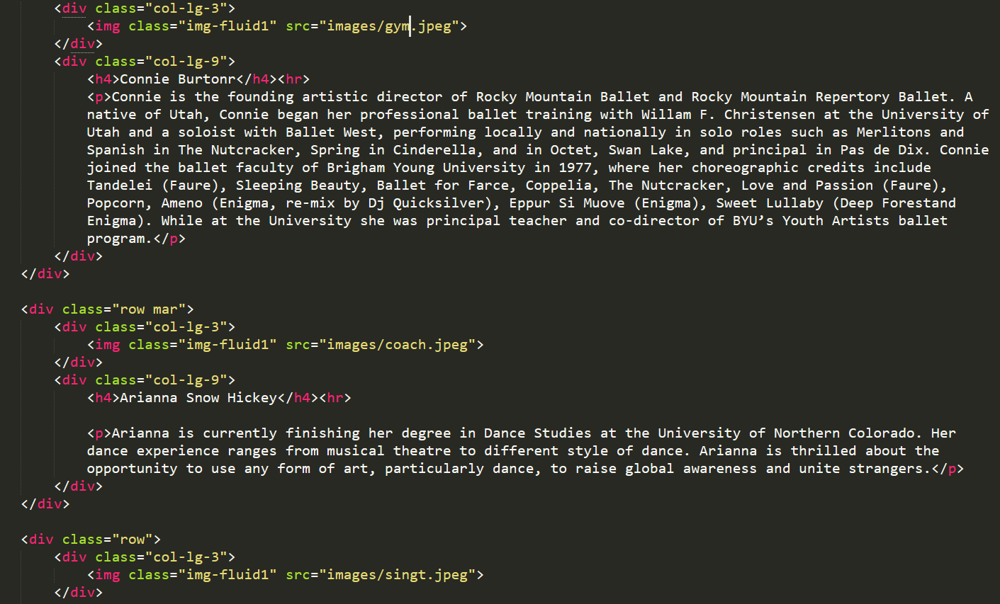 <div class="col-lg-3">
<img class="img-fluid1" src="images/gym.jpeg">
</div>
<div class="col-lg-9">
<h4>Connie Burtonr</h4><hr>
<p>Connie is the founding artistic director of Rocky Mountain Ballet and Rocky Mountain Repertory Ballet. A
native of Utah, Connie began her professional ballet training with Willam F. Christensen at the University of
Utah and a soloist with Ballet West, performing locally and nationally in solo roles such as Merlitons and
Spanish in The Nutcracker, Spring in Cinderella, and in Octet, Swan Lake, and principal in Pas de Dix. Connie
joined the ballet faculty of Brigham Young University in 1977, where her choreographic credits include
Tandelei (Faure), Sleeping Beauty, Ballet for Farce, Coppelia, The Nutcracker, Love and Passion (Faure),
Popcorn, Ameno (Enigma, re-mix by Dj Quicksilver), Eppur Si Muove (Enigma), Sweet Lullaby (Deep Forestand
Enigma). While at the University she was principal teacher and co-director of BYU’s Youth Artists ballet
program.</p>
</div>
</div>
<div class="row mar">
<div class="col-lg-3">
<img class="img-fluid1" src="images/coach.jpeg">
</div>
<div class="col-lg-9">
<h4>Arianna Snow Hickey</h4><hr>
<p>Arianna is currently finishing her degree in Dance Studies at the University of Northern Colorado. Her
dance experience ranges from musical theatre to different style of dance. Arianna is thrilled about the
opportunity to use any form of art, particularly dance, to raise global awareness and unite strangers.</p>
</div>
</div>
<div class="row">
<div class="col-lg-3">
<img class="img-fluid1" src="images/singt.jpeg">
</div>